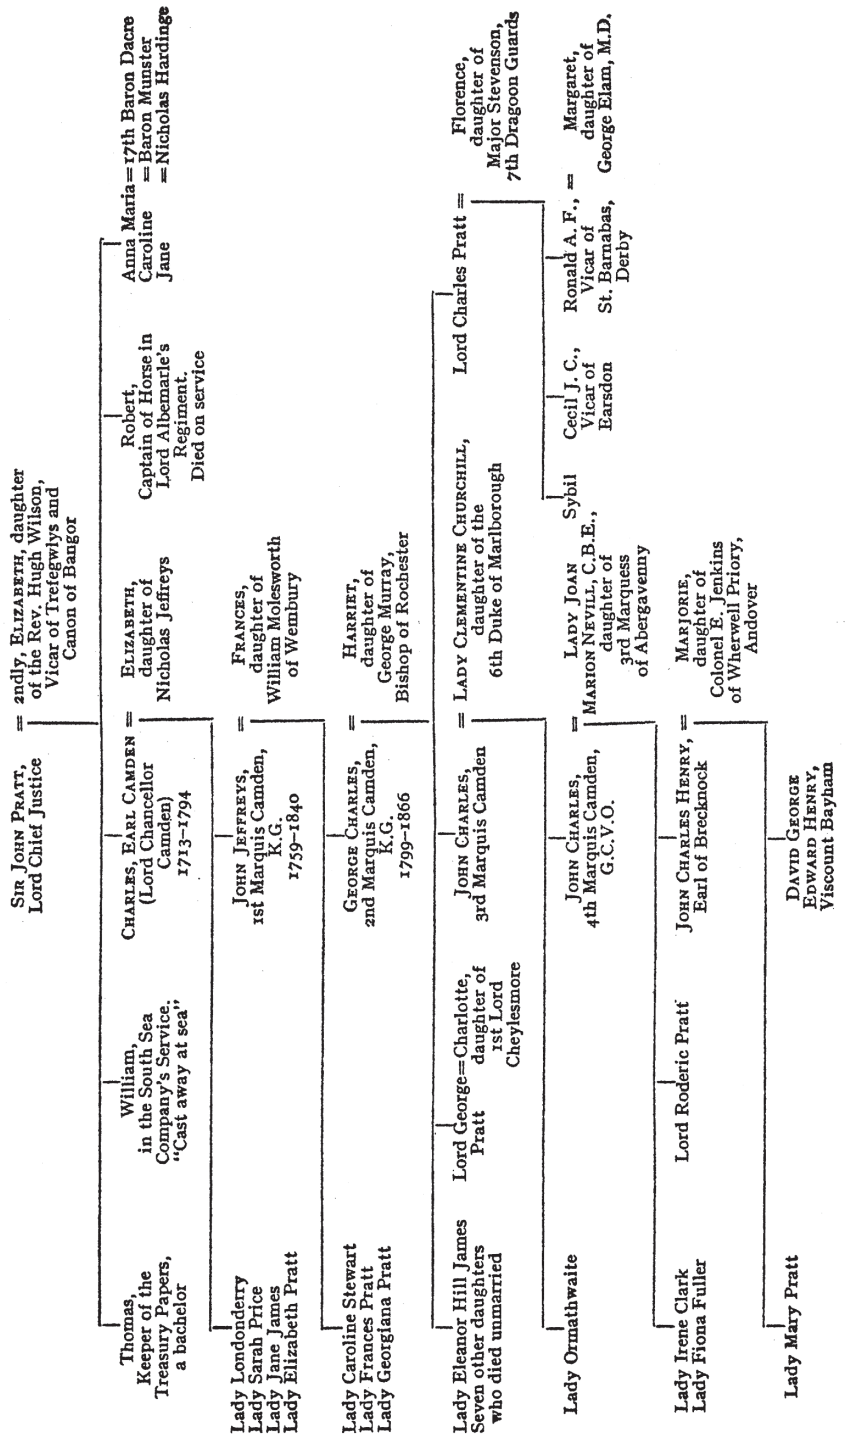 SIR JOHN PRATT,
Lord Chief Justice
=
2ndly, ELIZABETH, daughter
of the Rev. Hugh Wilson,
Vicar of Trefegwlys and
Canon of Bangor
Thomas,
Keeper of the
Treasury Papers,
a bachelor
William,
in the South Sea
Company's Service.
"Cast away at sea"
CHARLES, EARL CAMDEN =
(Lord Chancellor
Camden)
1713–1794
ELIZABETH,
daughter of
Nicholas Jeffreys
Robert,
Captain of Horse in
Lord Albemarle's
Regiment.
Died on service
Anna Maria=17th Baron Dacre
Caroline =Baron Munster
Jane =Nicholas Hardinge
Lady Londonderry
Lady Sarah Price
Lady Jane James
Lady Elizabeth Pratt
JOHN JEFFREYS, =
1st Marquis Camden,
K.G.
1759–1840
FRANCES,
daughter of
William Molesworth
of Wembury
Lady Caroline Stewart
Lady Frances Pratt
Lady Georgiana Pratt
GEORGE CHARLES, =
2nd Marquis Camden,
K.G.
1799–1866
HARRIET,
daughter of
George Murray,
Bishop of Rochester
Lady Eleanor Hill James
Seven other daughters
who died unmarried
Lord George=Charlotte,
Pratt daughter of
1st Lord
Cheylesmore
JOHN CHARLES, =
3rd Marquis Camden
LADY CLEMENTINE CHURCHILL,
daughter of the
6th Duke of Marlborough
Lord Charles Pratt =
Florence,
daughter of
Major Stevenson,
7th Dragoon Guards
Lady Ormathwaite
JOHN CHARLES, =
4th Marquis Camden,
G.C.V.O.
LADY JOAN
MARION NEVILL, C.B.E.,
daughter of
3rd Marquess
of Abergavenny
Sybil
Cecil J. C.,
Vicar of
Earsdon
Ronald A. F., =
Vicar of
St. Barnabas,
Derby
Margaret,
daughter of
George Elam, M.D.
Lady Irene Clark
Lady Fiona Fuller
Lord Roderic Pratt
JOHN CHARLES HENRY, =
Earl of Brecknock
MARJORIE,
daughter of
Colonel E. Jenkins
of Wherwell Priory,
Andover
Lady Mary Pratt
DAVID GEORGE
EDWARD HENRY,
Viscount Bayham